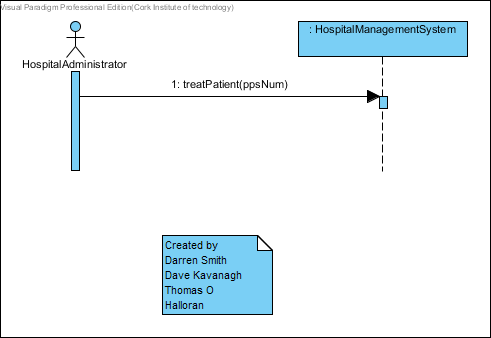 Visual Paradigm Professional Edition(Cork Institute of technology)
: HospitalManagementSystem
HospitalAdministrator
1: treatPatient(ppsNum)
Created by
Darren Smith
Dave Kavanagh
Thomas O
Halloran